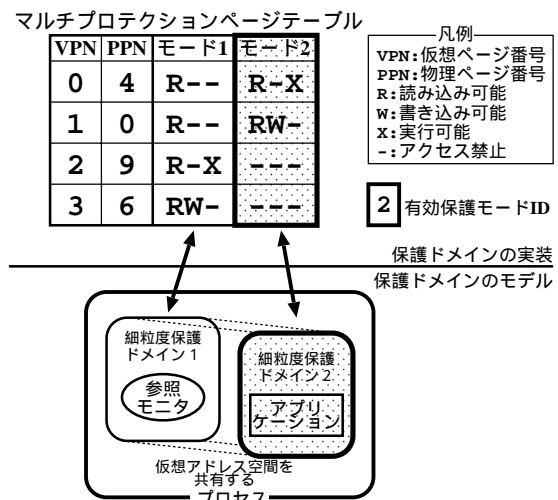 マルチプロテクションページテーブル
VPN PPN モード1 モード2
0 4 R-- R-X
1 0 R-- RW-
2 9 R-X ---
3 6 RW- ---
凡例
VPN:仮想ページ番号
PPN:物理ページ番号
R:読み込み可能
W:書き込み可能
X:実行可能
-:アクセス禁止
2 有効保護モードID
保護ドメインの実装
保護ドメインのモデル
細粒度保護
ドメイン1
参照
モニタ
細粒度保護
ドメイン2
アプリ
ケーション
仮想アドレス空間を
共有する
プロセス